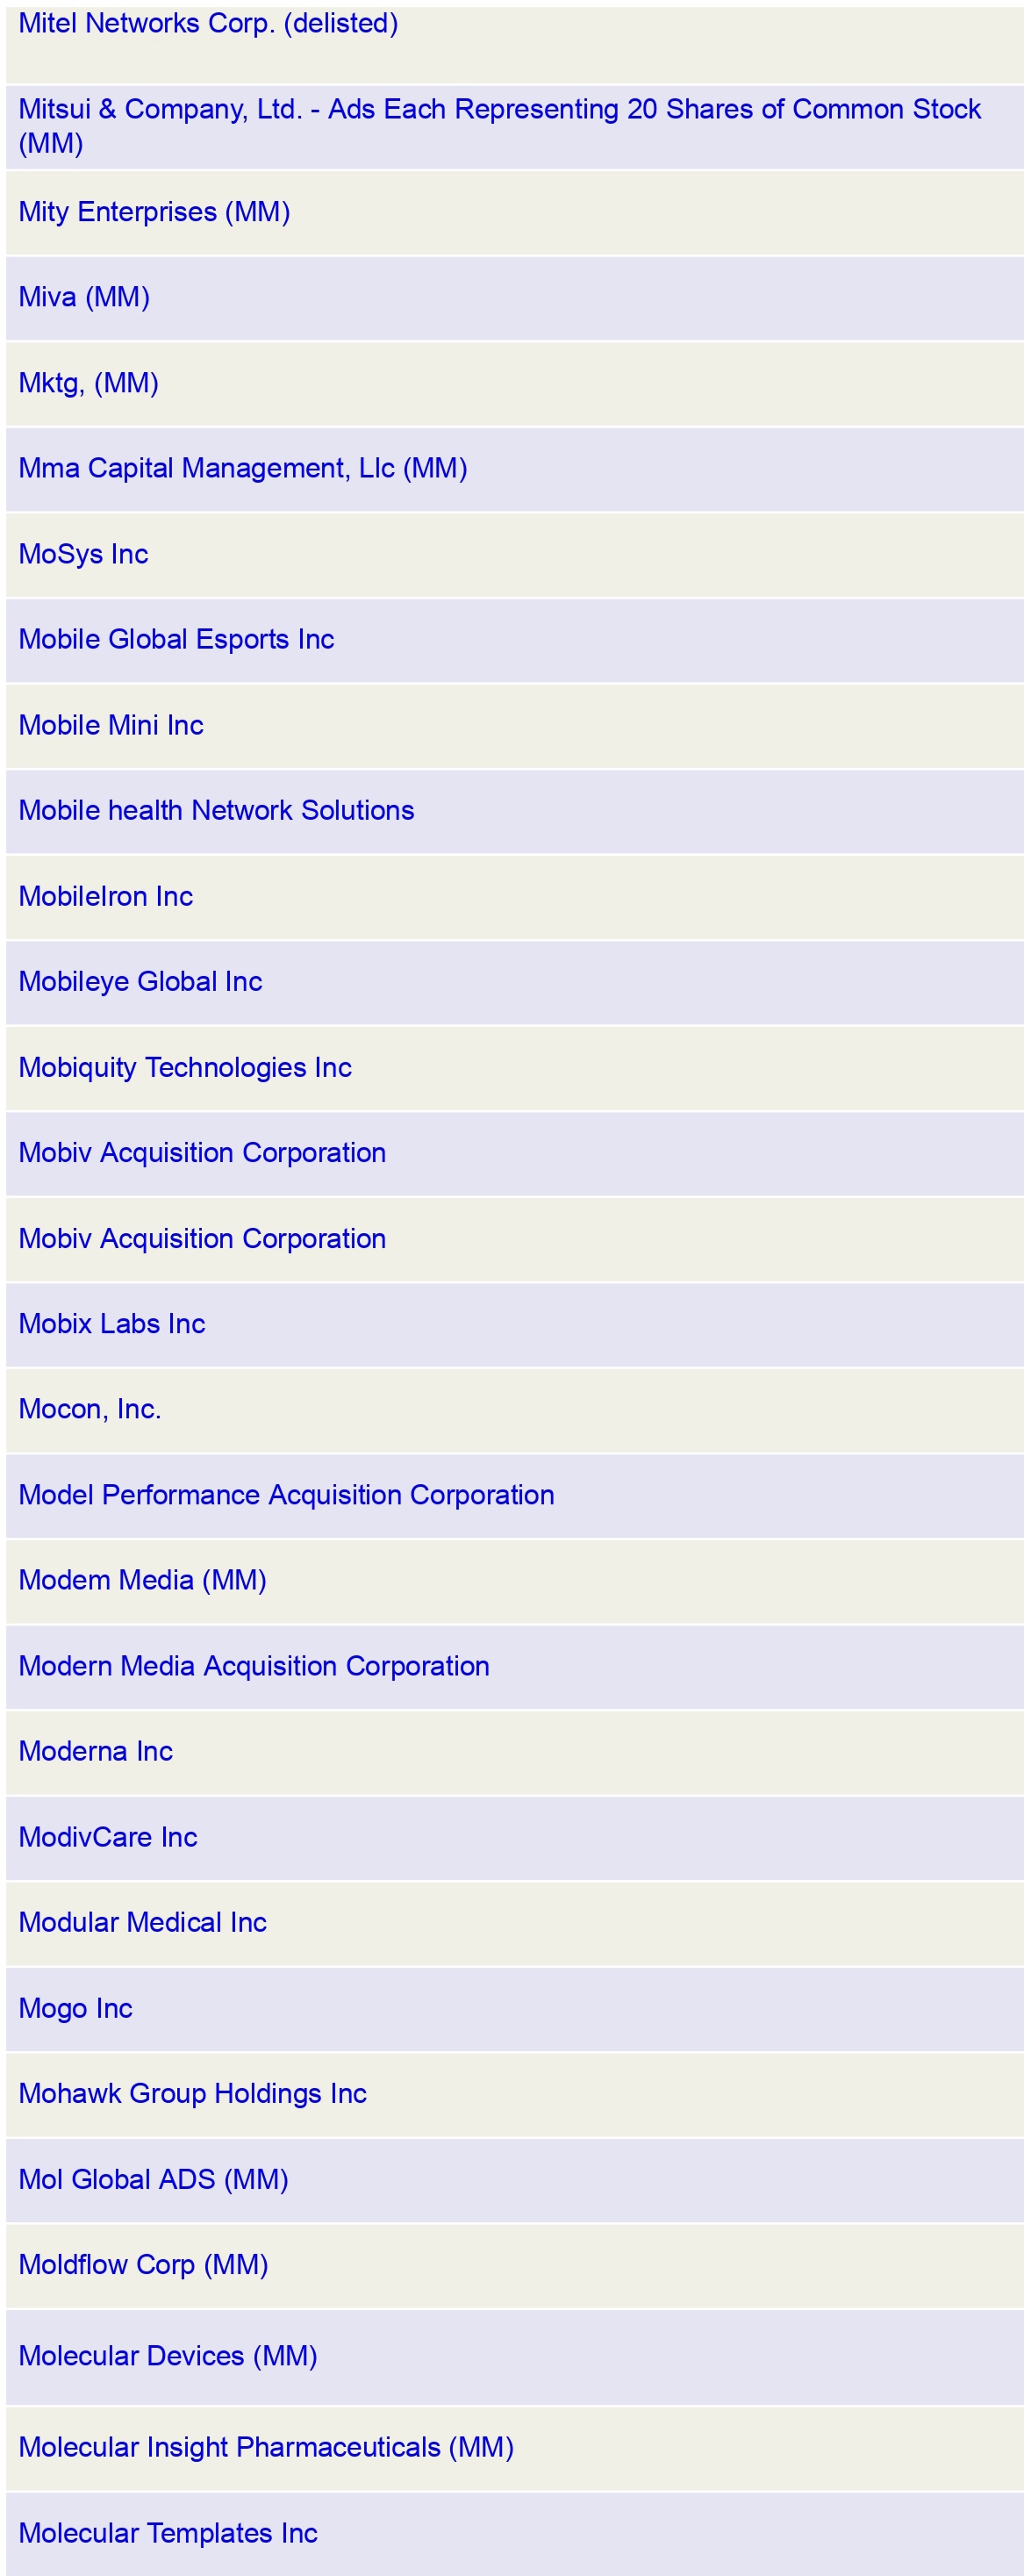 Mitel Networks Corp. (delisted)
Mitsui & Company, Ltd. - Ads Each Representing 20 Shares of Common Stock
(MM)
Mity Enterprises (MM)
Miva (MM)
Mktg, (MM)
Mma Capital Management, Llc (MM)
MoSys Inc
Mobile Global Esports Inc
Mobile Mini Inc
Mobile health Network Solutions
MobileIron Inc
Mobileye Global Inc
Mobiquity Technologies Inc
Mobiv Acquisition Corporation
Mobiv Acquisition Corporation
Mobix Labs Inc
Mocon, Inc.
Model Performance Acquisition Corporation
Modem Media (MM)
Modern Media Acquisition Corporation
Moderna Inc
ModivCare Inc
Modular Medical Inc
Mogo Inc
Mohawk Group Holdings Inc
Mol Global ADS (MM)
Moldflow Corp (MM)
Molecular Devices (MM)
Molecular Insight Pharmaceuticals (MM)
Molecular Templates Inc